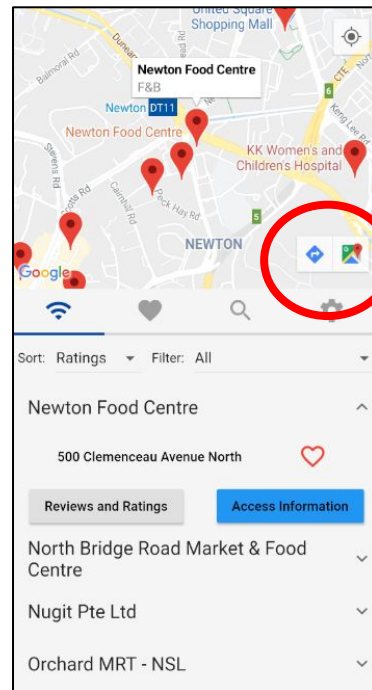 United Square
Shopping Mall
Dunearn
ad Rd
Balmoral Rd
Newton Food Centre
F&B
CTE
6
Newton DT11
Newton Food Centre
Keng Lee Rd
KK Women's and
Children's Hospital
Stevens Rd
Scotts Rd
Cairnhill Rd
Peck Hay Rd
5
NEWTON
Google
Sort: Ratings Filter: All
Newton Food Centre
500 Clemenceau Avenue North
Reviews and Ratings Access Information
North Bridge Road Market & Food
Centre
Nugit Pte Ltd
Orchard MRT - NSL